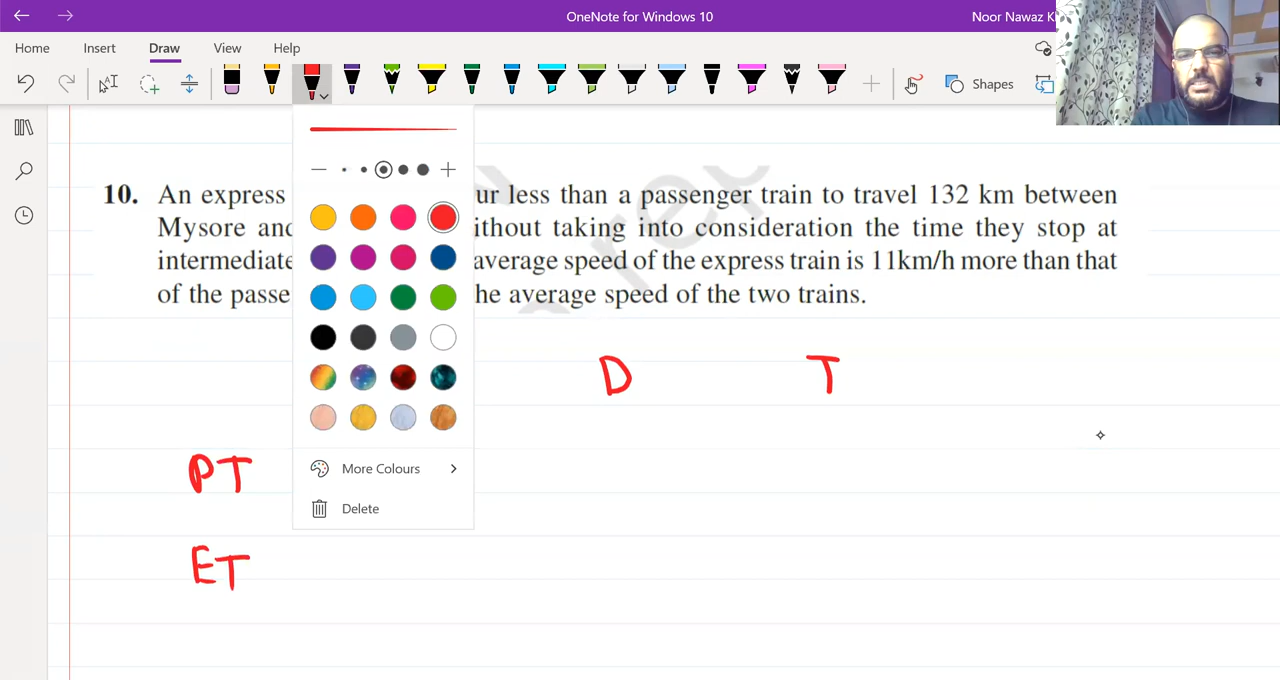 OneNote for Windows 10
Noor Nawaz K
Home Insert Draw View Help
Shapes
10. An express ur less than a passenger train to travel 132 km between
Mysore and ithout taking into consideration the time they stop at
intermediate average speed of the express train is 11km/h more than that
of the passe he average speed of the two trains.
D T
PT
ET
More Colours
Delete